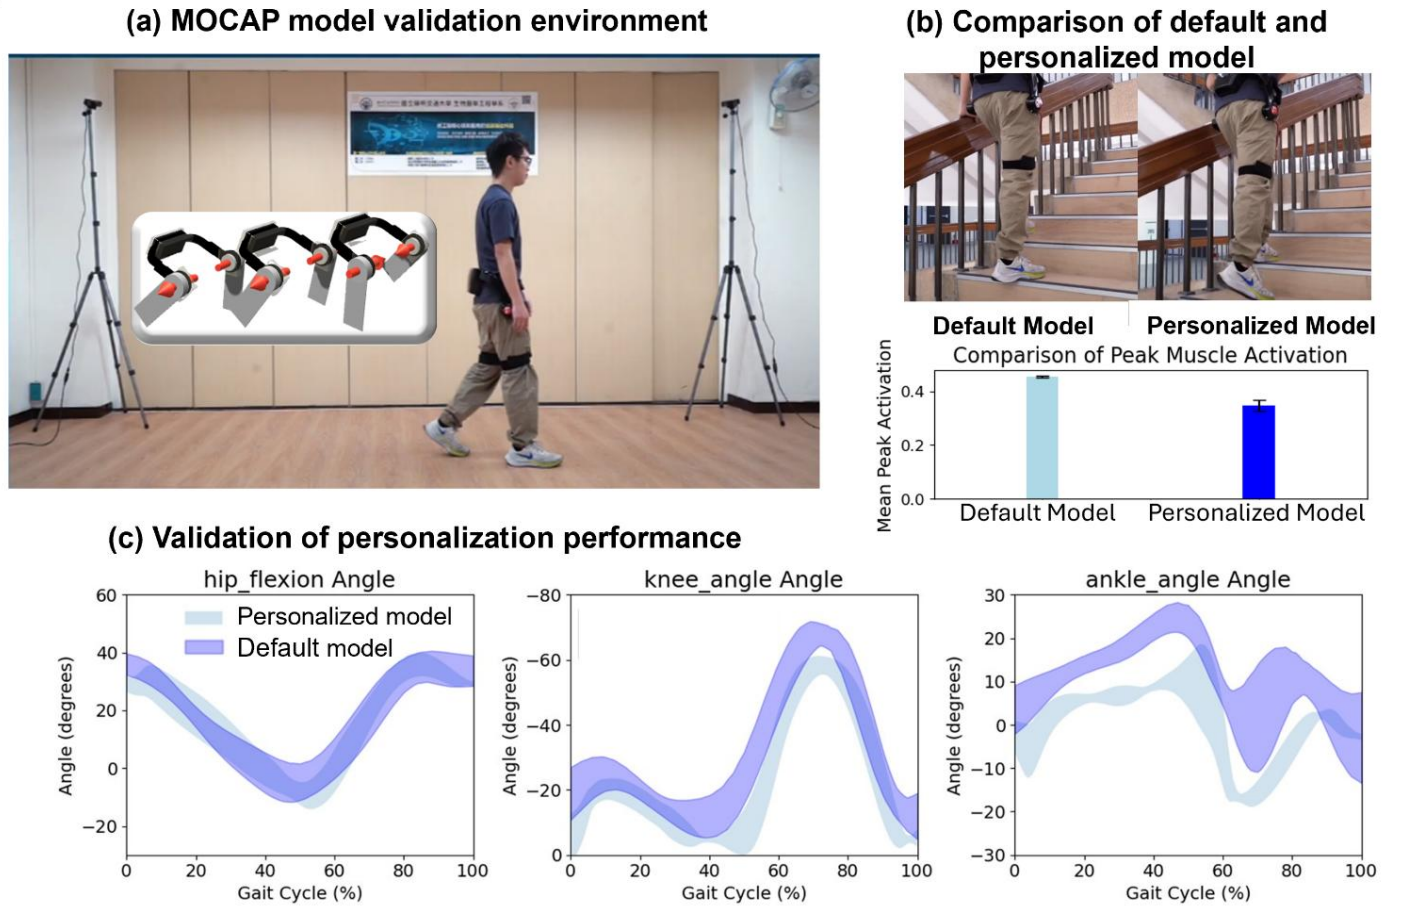 (a) MOCAP model validation environment
(b) Comparison of default and
personalized model
Default Model
Personalized Model
Comparison of Peak Muscle Activation
Mean Peak Activation
0.4
0.2
0.0
Default Model
Personalized Model
(c) Validation of personalization performance
hip_flexion Angle
Personalized model
Default model
Angle (degrees)
60
40
20
0
−20
0 20 40 60 80 100
Gait Cycle (%)
knee_angle Angle
Angle (degrees)
−80
−60
−40
−20
0
0 20 40 60 80 100
Gait Cycle (%)
ankle_angle Angle
Angle (degrees)
30
20
10
0
−10
−20
−30
0 20 40 60 80 100
Gait Cycle (%)